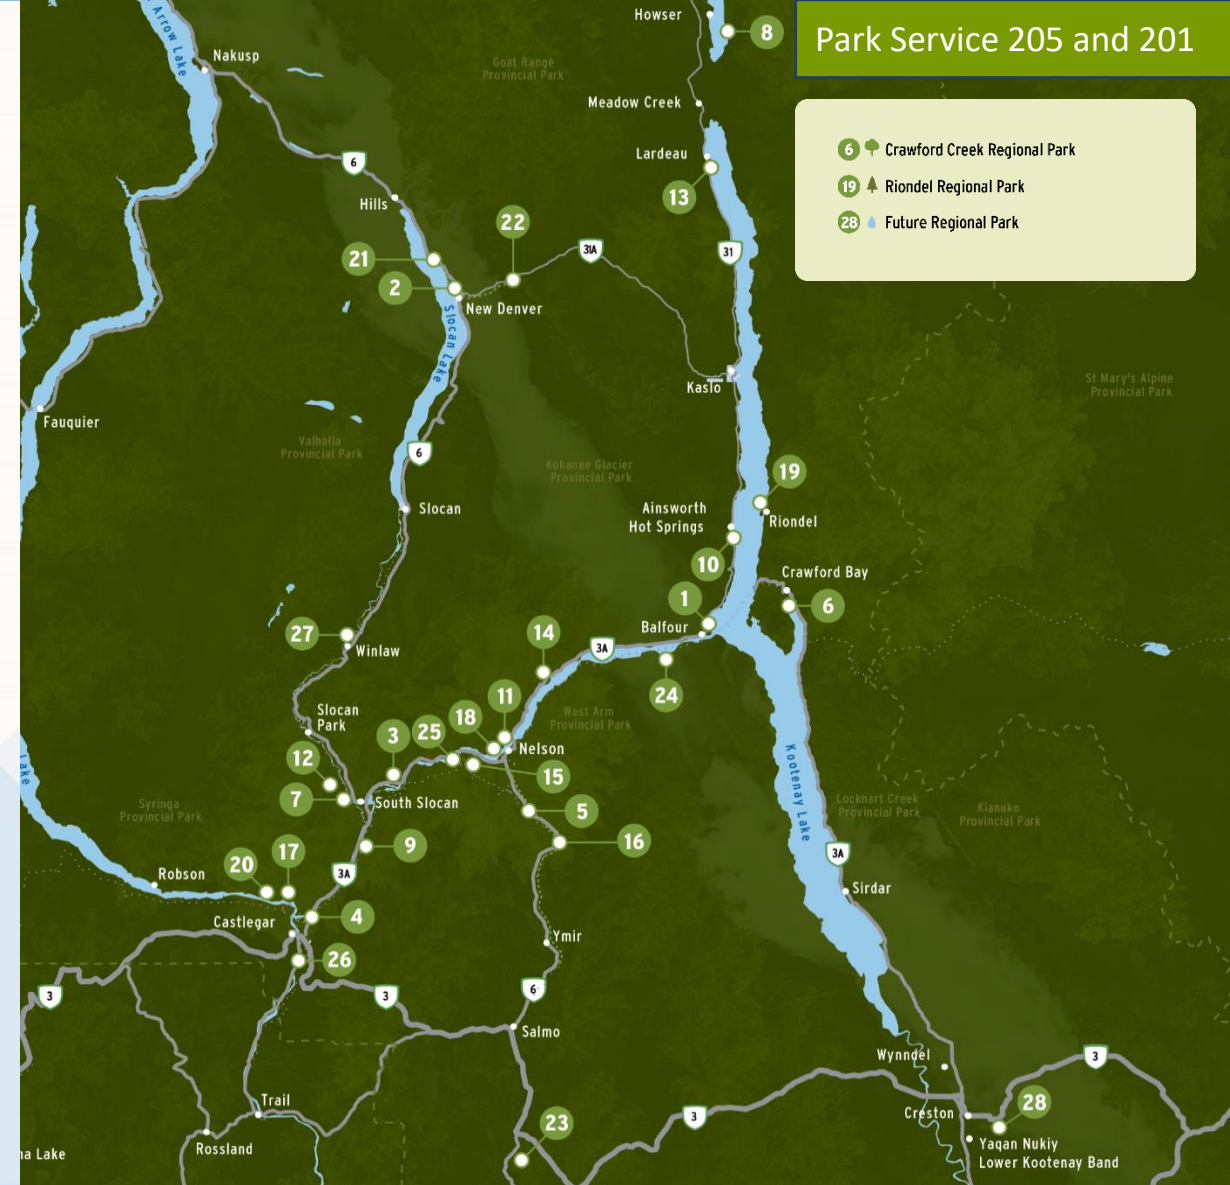 Park Service 205 and 201
6 Crawford Creek Regional Park
19 Riondel Regional Park
28 Future Regional Park
Howser
8
Arrow Lake
Nakusp
Goat Range
Provincial Park
Meadow Creek
6
Lardeau
13
Hills
22
31A
31
21
2
New Denver
Slocan Lake
Kaslo
St Mary's Alpine
Provincial Park
Fauquier
Valhalla
Provincial Park
6
Kokanee Glacier
Provincial Park
19
Slocan
Ainsworth
Hot Springs
Riondel
10
Crawford Bay
1
6
27
14
Balfour
3A
Winlaw
24
11
Slocan
Park
18
West Arm
Provincial Park
3
25
Nelson
12
15
Kootenay Lake
Lake
7
South Slocan
5
Syringa
Provincial Park
Lockhart Creek
Provincial Park
Kianuko
Provincial Park
9
16
17
20
3A
3A
Robson
Sirdar
4
Castlegar
Ymir
26
3
3
6
Salmo
Wynndel
3
Trail
28
Creston
3
23
Rossland
Yaqan Nukiy
Lower Kootenay Band
na Lake